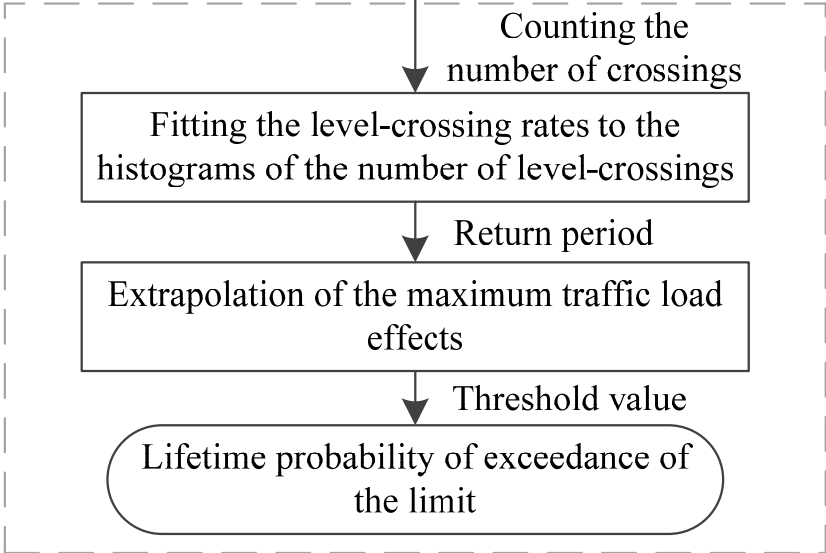 Counting the
number of crossings
Fitting the level-crossing rates to the
histograms of the number of level-crossings
Return period
Extrapolation of the maximum traffic load
effects
Threshold value
Lifetime probability of exceedance of
the limit